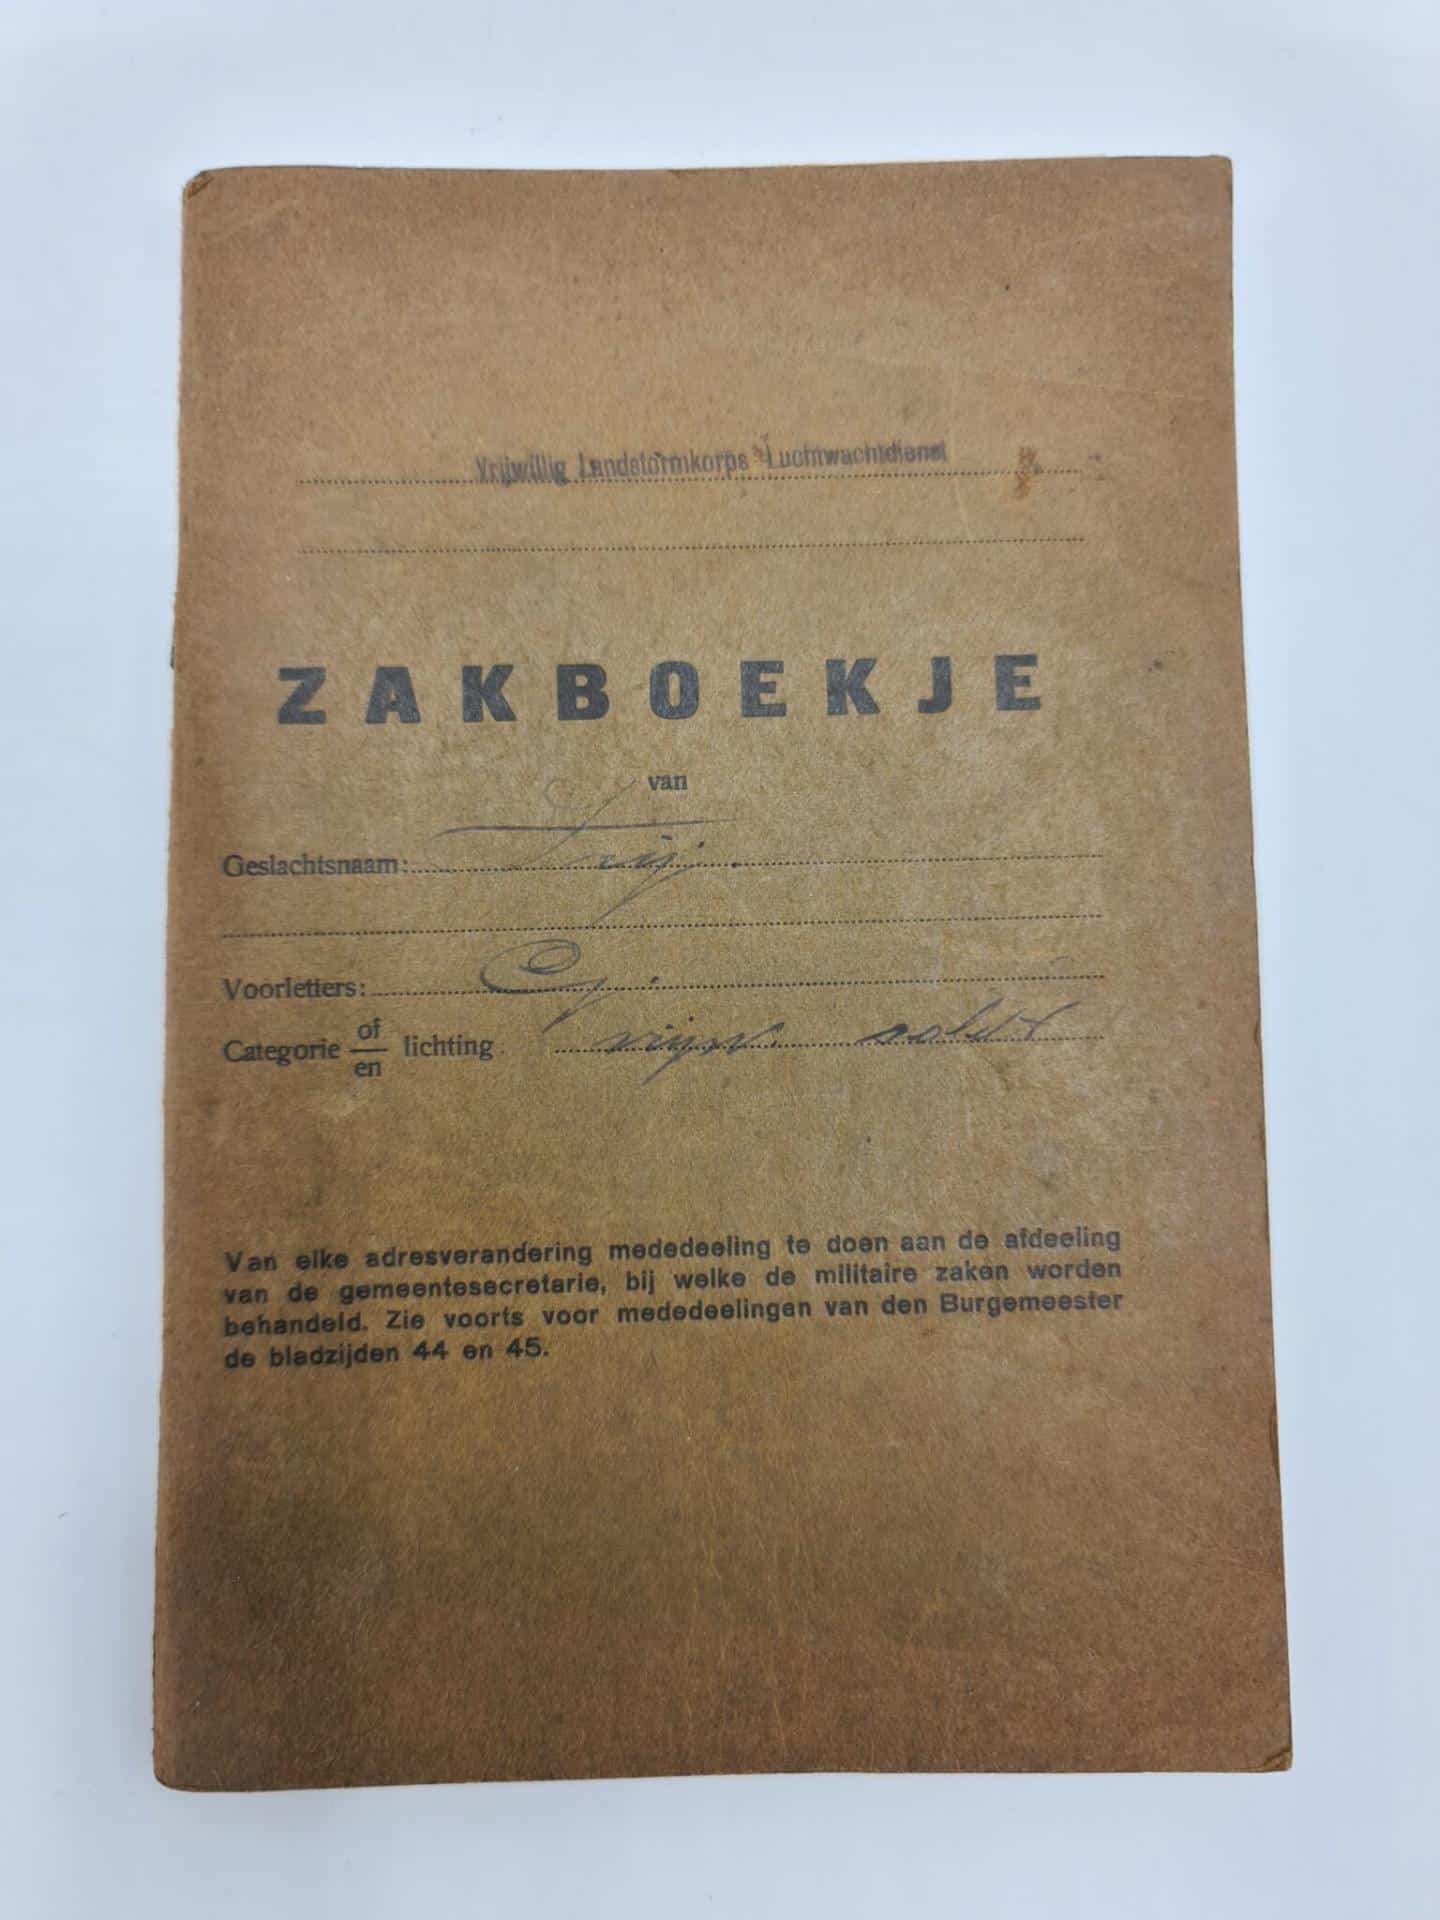 Vrijwillig Landstormkorps "Luchtwachtdienst"
ZAKBOEKJE
van
Geslachtsnaam:
Voorletters:
Categorie of/en lichting. vrijw. soldt
Van elke adresverandering mededeeling te doen aan de afdeeling
van de gemeentesecretarie, bij welke de militaire zaken worden
behandeld. Zie voorts voor mededeelingen van den Burgemeester
de bladzijden 44 en 45.